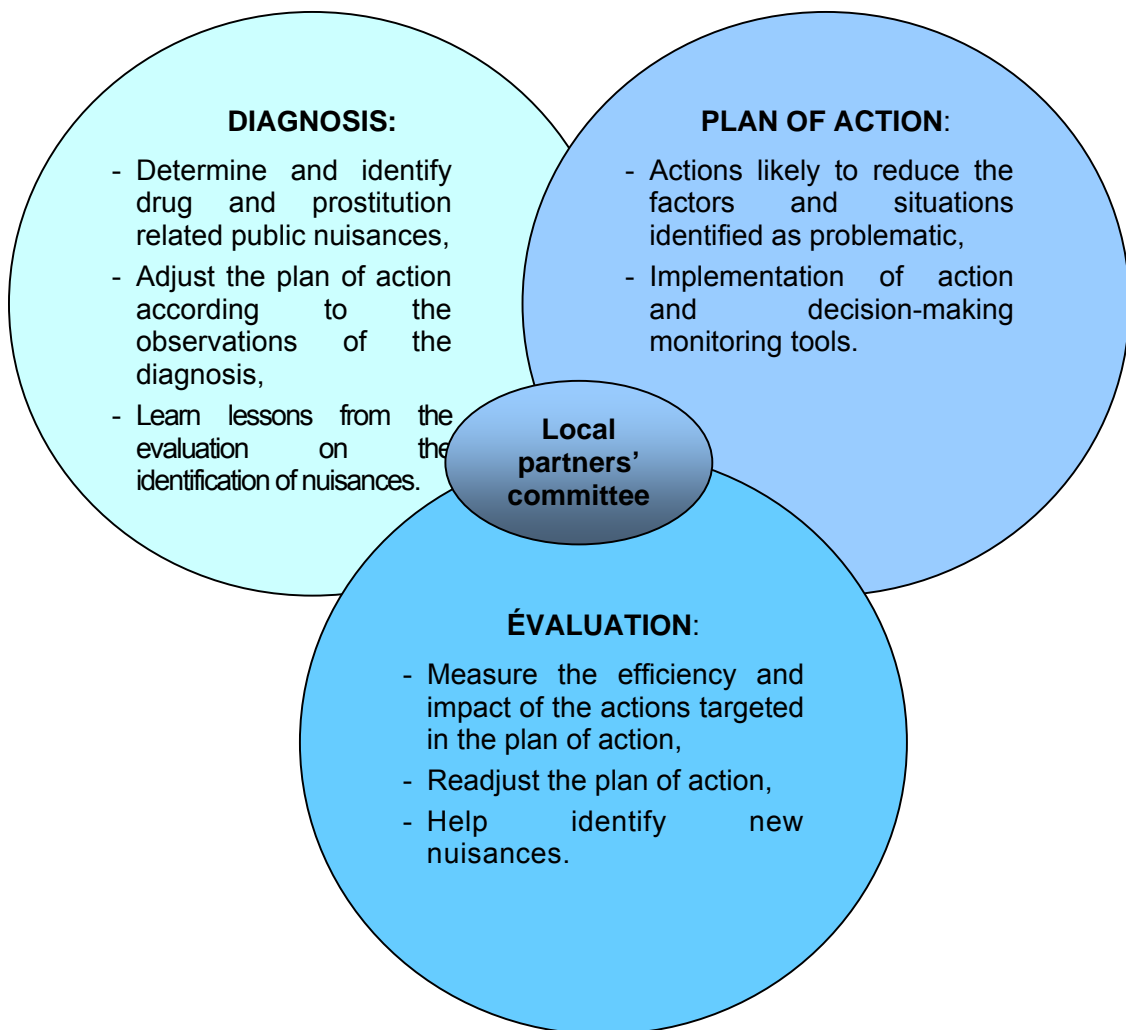 DIAGNOSIS:
- Determine and identify
drug and prostitution
related public nuisances,
- Adjust the plan of action
according to the
observations of the
diagnosis,
- Learn lessons from the
evaluation on the
identification of nuisances.
PLAN OF ACTION:
- Actions likely to reduce the
factors and situations
identified as problematic,
- Implementation of action
and decision-making
monitoring tools.
Local
partners’
committee
ÉVALUATION:
- Measure the efficiency and
impact of the actions targeted
in the plan of action,
- Readjust the plan of action,
- Help identify new
nuisances.